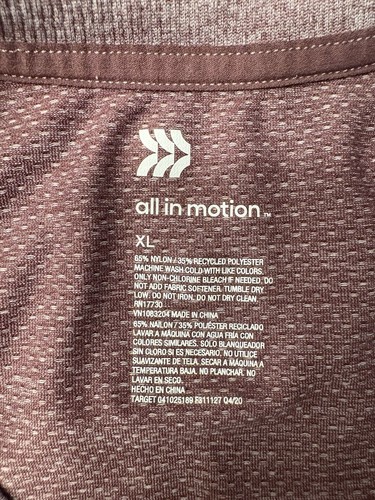 all in motion ™
XL
65% NYLON / 35% RECYCLED POLYESTER
MACHINE WASH COLD WITH LIKE COLORS.
ONLY NON-CHLORINE BLEACH IF NEEDED. DO
NOT ADD FABRIC SOFTENER. TUMBLE DRY
LOW. DO NOT IRON. DO NOT DRY CLEAN.
RN17730
VN1083204 MADE IN CHINA
65% NAILON / 35% POLIÉSTER RECICLADO
LAVAR A MÁQUINA CON AGUA FRÍA CON
COLORES SIMILARES. SÓLO BLANQUEADOR
SIN CLORO SI ES NECESARIO. NO UTILICE
SUAVIZANTE DE TELA. SECAR A MÁQUINA A
TEMPERATURA BAJA. NO PLANCHAR. NO
LAVAR EN SECO.
HECHO EN CHINA
TARGET 041025189 F811127 Q4/20